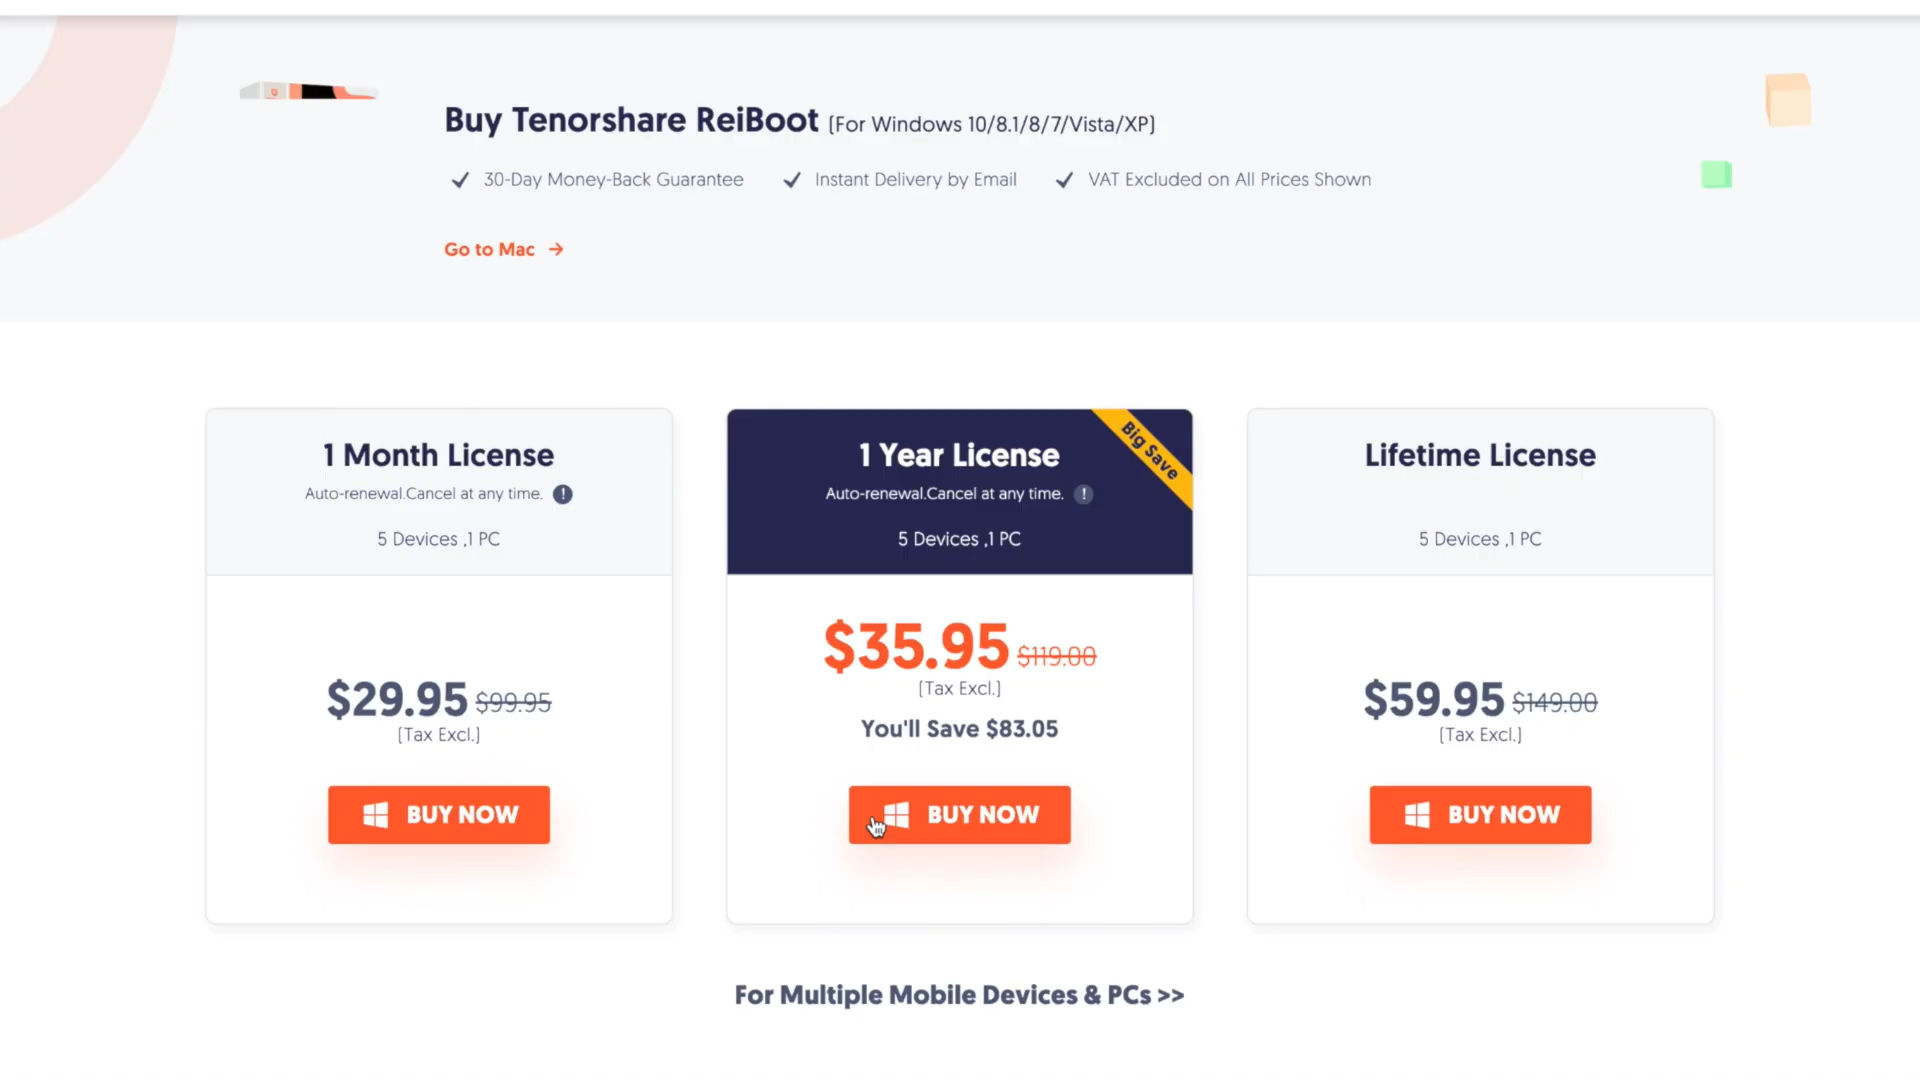 Buy Tenorshare ReiBoot (For Windows 10/8.1/8/7/Vista/XP)
30-Day Money-Back Guarantee
Instant Delivery by Email
VAT Excluded on All Prices Shown
Go to Mac →
1 Month License
Auto-renewal.Cancel at any time. !
5 Devices ,1 PC
$29.95 $99.95
(Tax Excl.)
BUY NOW
Big Save
1 Year License
Auto-renewal.Cancel at any time. !
5 Devices ,1 PC
$35.95 $119.00
(Tax Excl.)
You'll Save $83.05
BUY NOW
Lifetime License
5 Devices ,1 PC
$59.95 $149.00
(Tax Excl.)
BUY NOW
For Multiple Mobile Devices & PCs >>